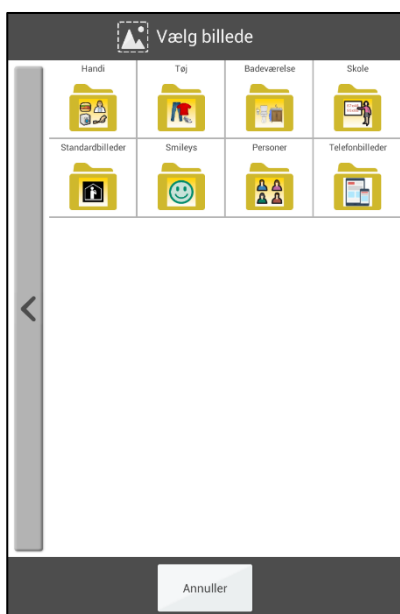 Vælg billede
Handi Tøj Badeværelse Skole
Standardbilleder Smileys Personer Telefonbilleder
Annuller